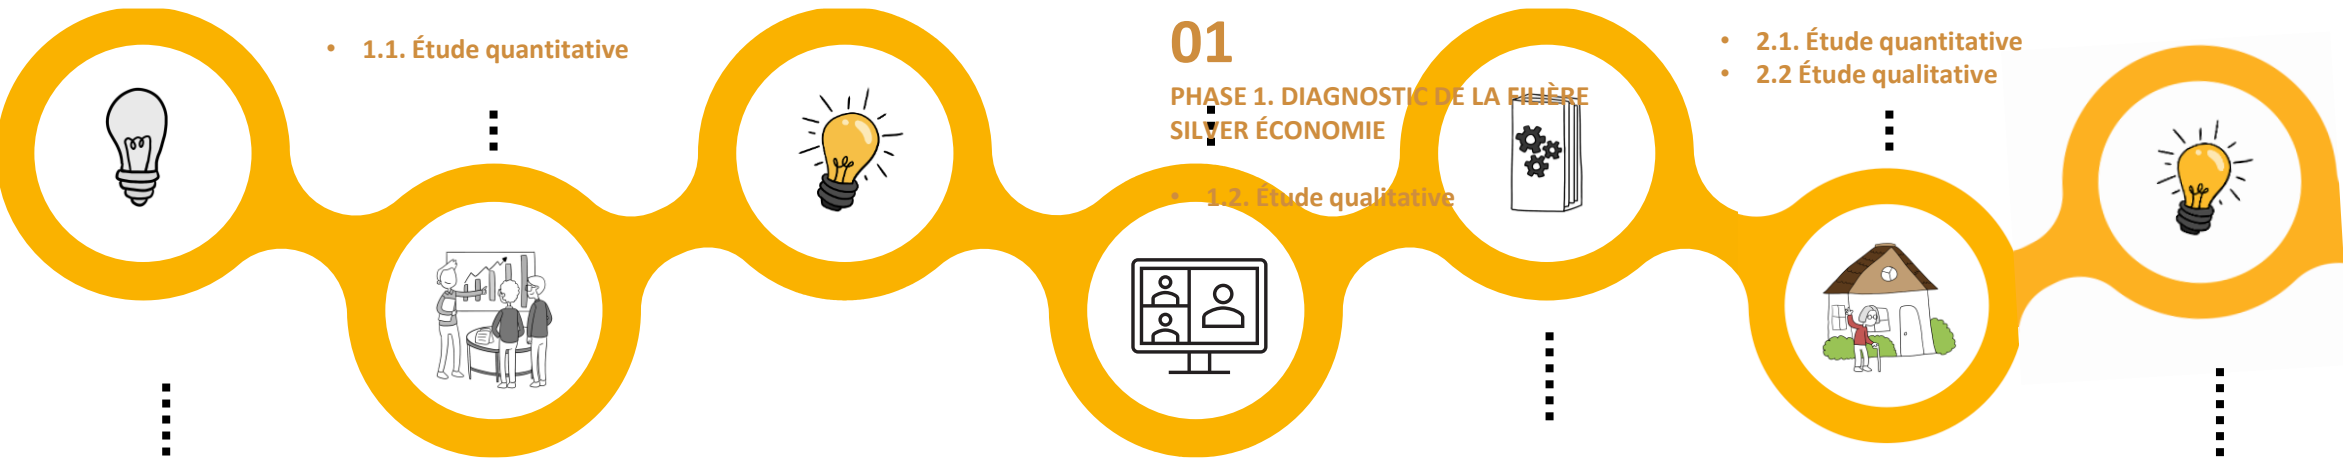 • 1.1. Étude quantitative
01
PHASE 1. DIAGNOSTIC DE LA FILIÈRE
SILVER ÉCONOMIE
• 1.2. Étude qualitative
• 2.1. Étude quantitative
• 2.2 Étude qualitative